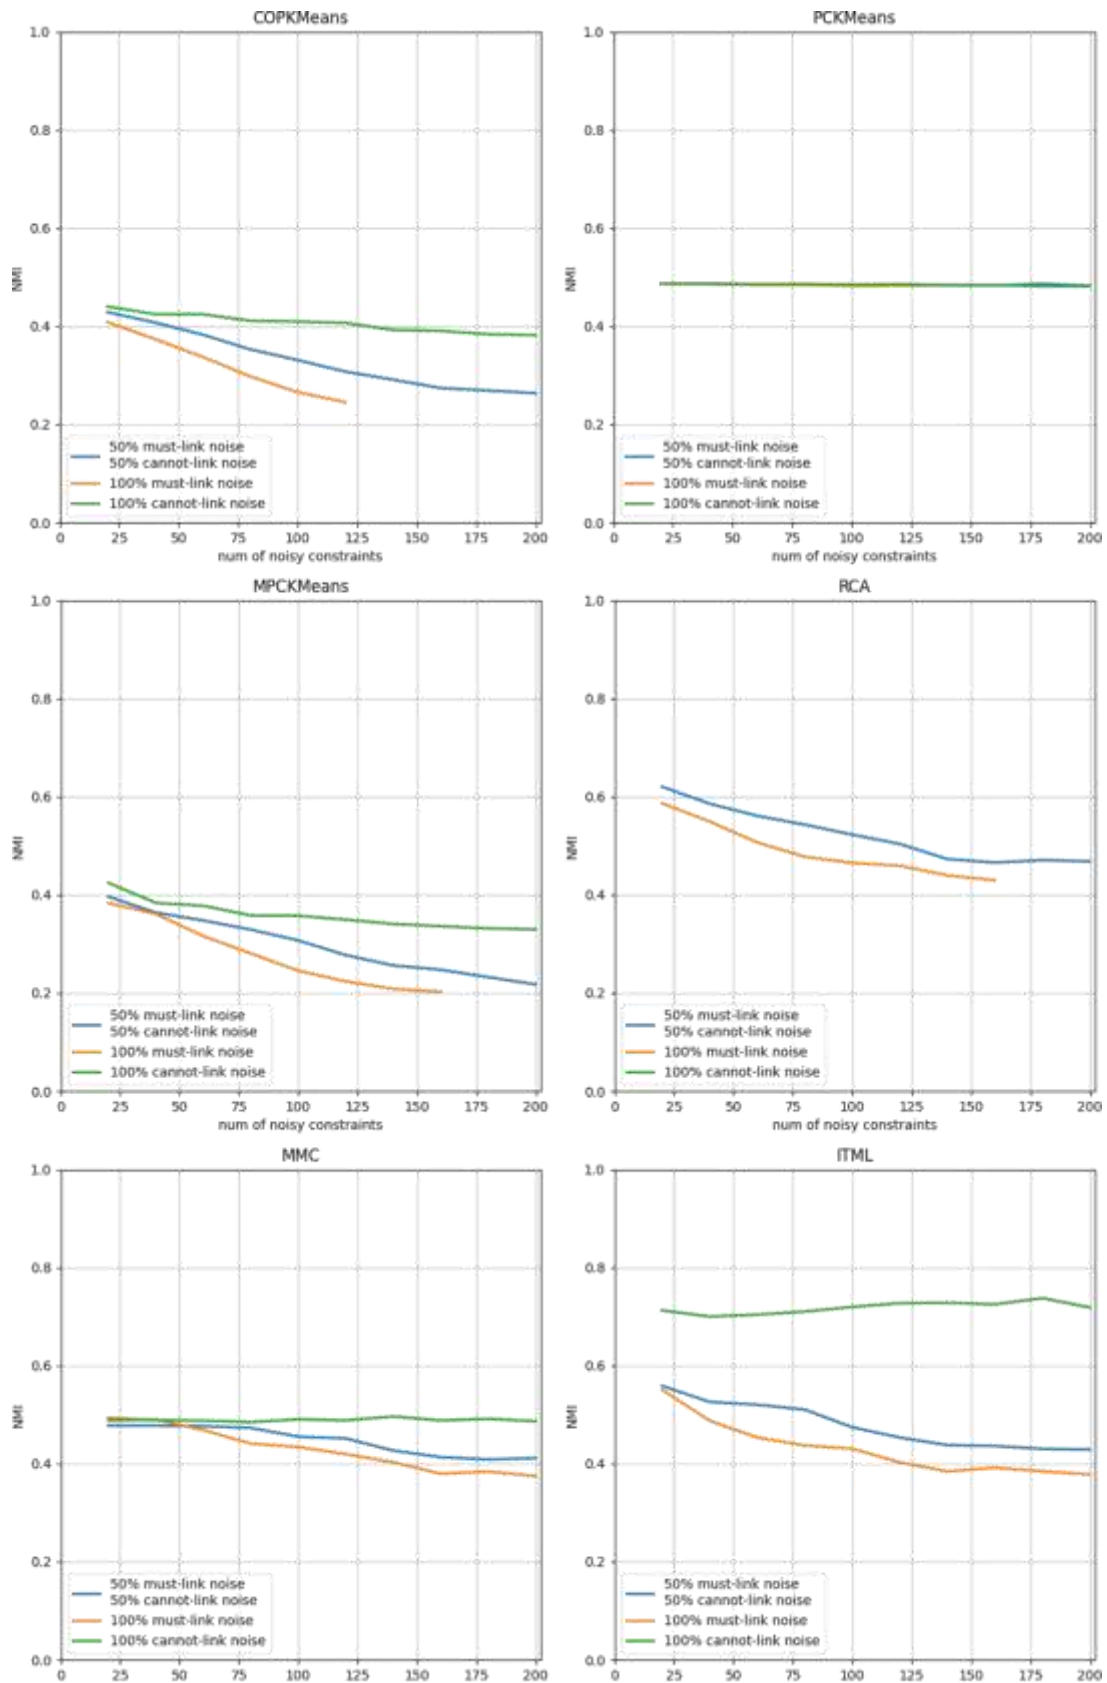 COPKMeans
1.0
0.8
0.6
0.4
0.2
0.0
NMI
50% must-link noise
50% cannot-link noise
100% must-link noise
100% cannot-link noise
0 25 50 75 100 125 150 175 200
num of noisy constraints
PCKMeans
1.0
0.8
0.6
0.4
0.2
0.0
NMI
50% must-link noise
50% cannot-link noise
100% must-link noise
100% cannot-link noise
0 25 50 75 100 125 150 175 200
num of noisy constraints
MPCKMeans
1.0
0.8
0.6
0.4
0.2
0.0
NMI
50% must-link noise
50% cannot-link noise
100% must-link noise
100% cannot-link noise
0 25 50 75 100 125 150 175 200
num of noisy constraints
RCA
1.0
0.8
0.6
0.4
0.2
0.0
NMI
50% must-link noise
50% cannot-link noise
100% must-link noise
100% cannot-link noise
0 25 50 75 100 125 150 175 200
num of noisy constraints
MMC
1.0
0.8
0.6
0.4
0.2
0.0
NMI
50% must-link noise
50% cannot-link noise
100% must-link noise
100% cannot-link noise
0 25 50 75 100 125 150 175 200
ITML
1.0
0.8
0.6
0.4
0.2
0.0
NMI
50% must-link noise
50% cannot-link noise
100% must-link noise
100% cannot-link noise
0 25 50 75 100 125 150 175 200